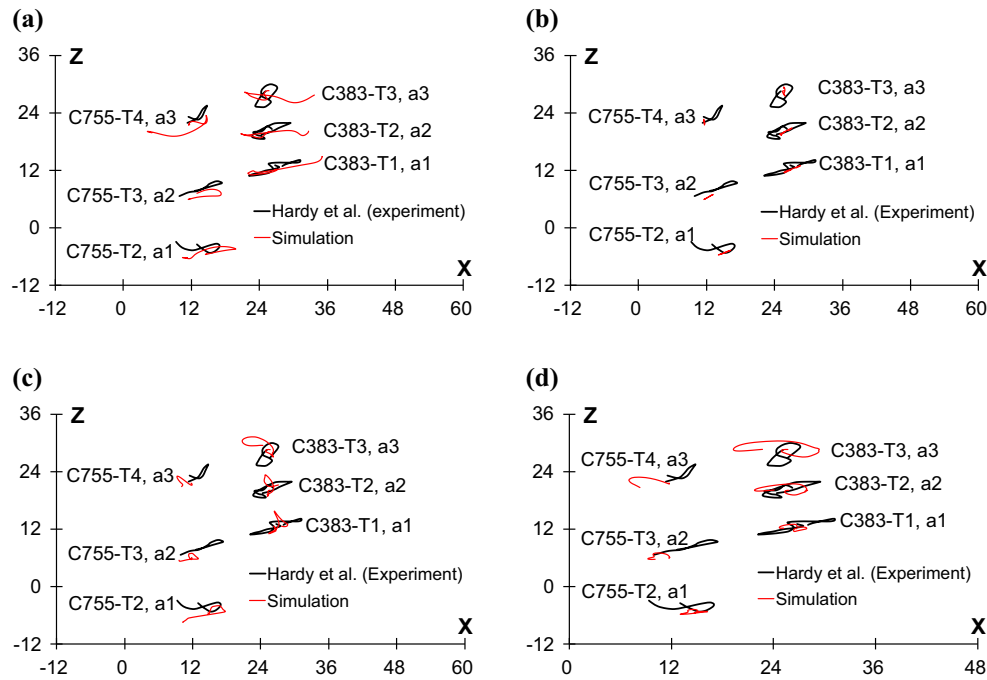 (a)
36
Z
24
12
0
-12
C755-T4, a3
C383-T3, a3
C383-T2, a2
C383-T1, a1
C755-T3, a2
Hardy et al. (experiment)
Simulation
C755-T2, a1
X
-12 0 12 24 36 48 60
(b)
36
Z
24
12
0
-12
C755-T4, a3
C383-T3, a3
C383-T2, a2
C383-T1, a1
C755-T3, a2
Hardy et al. (Experiment)
Simulation
C755-T2, a1
X
-12 0 12 24 36 48 60
(c)
36
Z
24
12
0
-12
C755-T4, a3
C383-T3, a3
C383-T2, a2
C383-T1, a1
C755-T3, a2
Hardy et al. (Experiment)
Simulation
C755-T2, a1
X
-12 0 12 24 36 48 60
(d)
36
Z
24
12
0
-12
C755-T4, a3
C383-T3, a3
C383-T2, a2
C383-T1, a1
C755-T3, a2
Hardy et al. (Experiment)
Simulation
C755-T2, a1
X
0 12 24 36 48